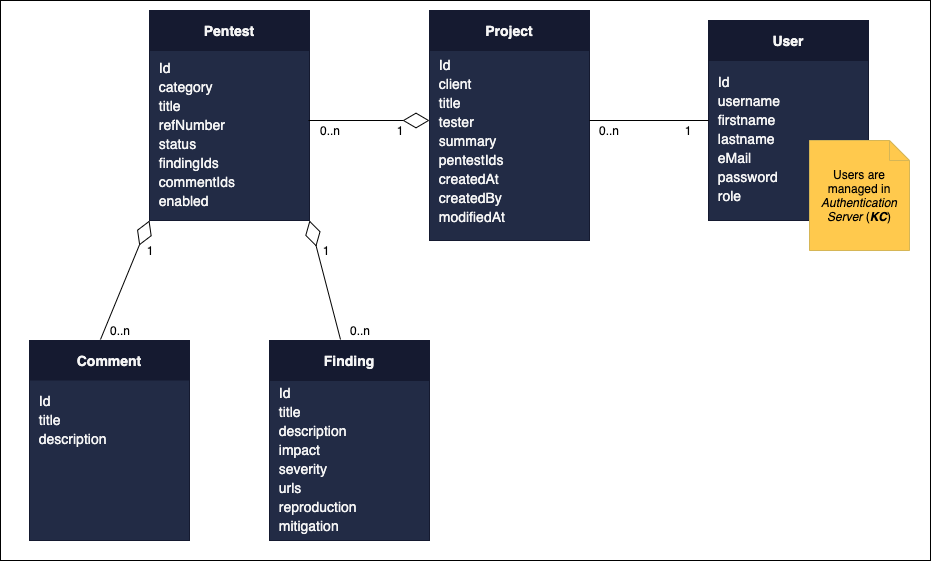 Pentest
Id
category
title
refNumber
status
findingIds
commentIds
enabled
Project
Id
client
title
tester
summary
pentestIds
createdAt
createdBy
modifiedAt
User
Id
username
firstname
lastname
eMail
password
role
Users are
managed in
Authentication
Server (KC)
0..n
1
0..n
1
1
1
0..n
0..n
Comment
Id
title
description
Finding
Id
title
description
impact
severity
urls
reproduction
mitigation